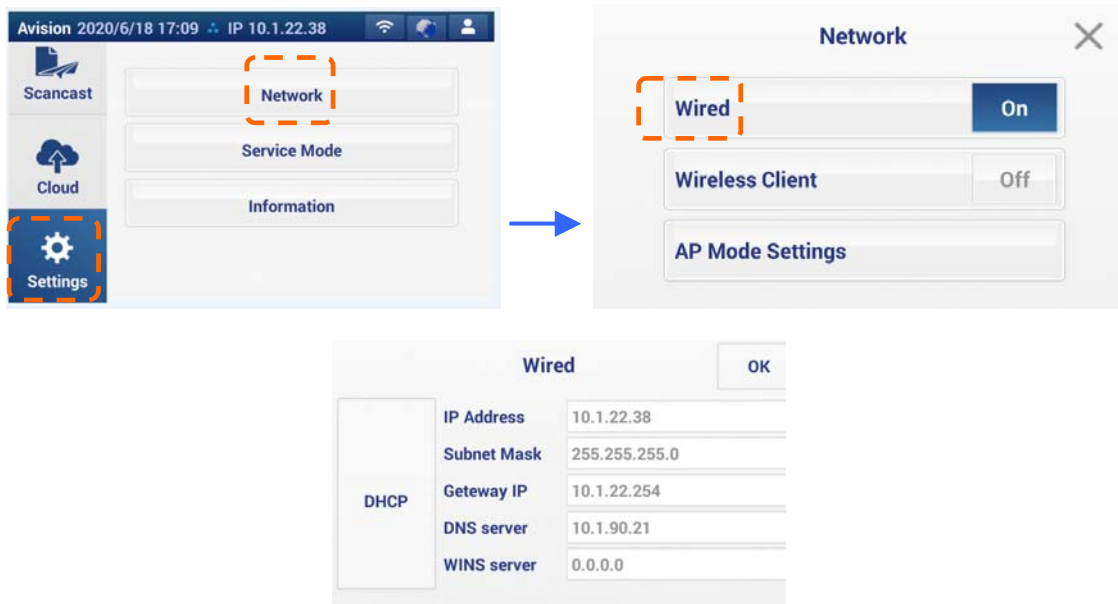 Avision 2020/6/18 17:09 IP 10.1.22.38
Scancast
Network
Service Mode
Cloud
Information
Settings
Network
Wired On
Wireless Client Off
AP Mode Settings
Wired OK
DHCP
IP Address 10.1.22.38
Subnet Mask 255.255.255.0
Geteway IP 10.1.22.254
DNS server 10.1.90.21
WINS server 0.0.0.0